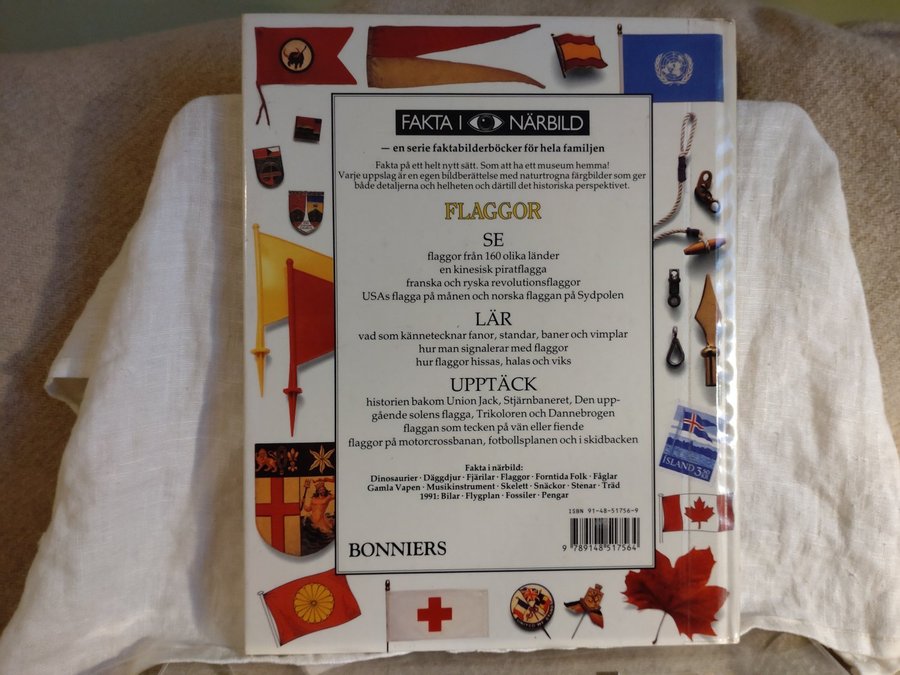 FAKTA I NÄRBILD
— en serie faktabilderböcker för hela familjen
Fakta på ett helt nytt sätt. Som att ha ett museum hemma!
Varje uppslag är en egen bildberättelse med naturtrogna färgbilder som ger
både detaljerna och helheten och därtill det historiska perspektivet.
FLAGGOR
SE
flaggor från 160 olika länder
en kinesisk piratflagga
franska och ryska revolutionsflaggor
USAs flagga på månen och norska flaggan på Sydpolen
LÄR
vad som kännetecknar fanor, standar, baner och vimplar
hur man signalerar med flaggor
hur flaggor hissas, halas och viks
UPPTÄCK
historien bakom Union Jack, Stjärnbaneret, Den upp-
gående solens flagga, Trikoloren och Dannebrogen
flaggan som tecken på vän eller fiende
flaggor på motorcrossbanan, fotbollsplanen och i skidbacken
Fakta i närbild:
Dinosaurier · Däggdjur · Fjärilar · Flaggor · Forntida Folk · Fåglar
Gamla Vapen · Musikinstrument · Skelett · Snäckor · Stenar · Träd
1991: Bilar · Flygplan · Fossiler · Pengar
ISBN 91-48-51756-9
9 789148 517564
BONNIERS
ÍSLAND